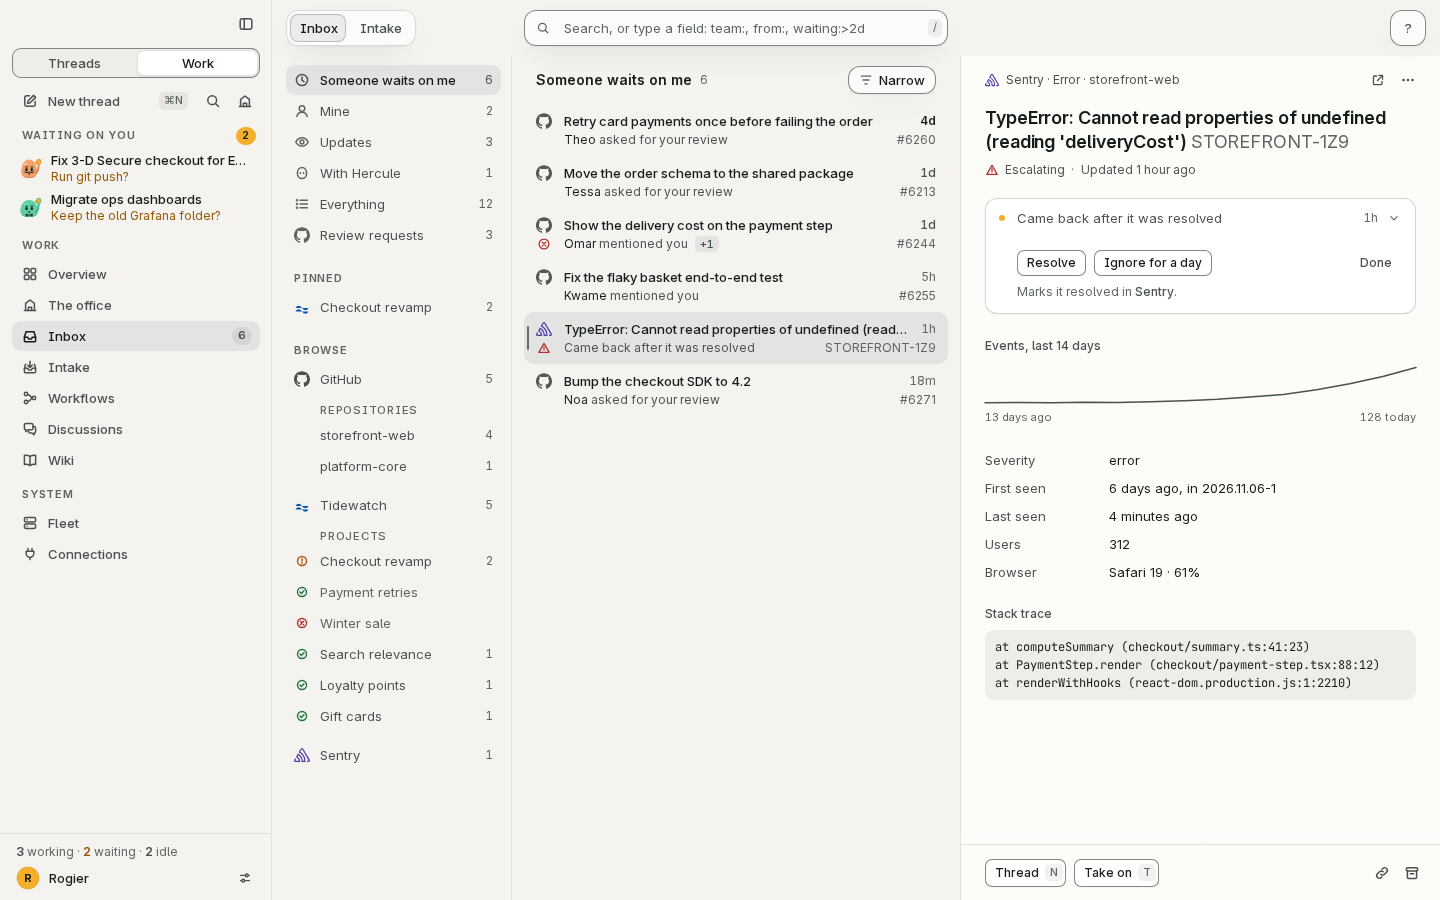 Threads
Work
New thread
⌘N
WAITING ON YOU
2
Fix 3-D Secure checkout for E…
Run git push?
Migrate ops dashboards
Keep the old Grafana folder?
WORK
Overview
The office
Inbox
6
Intake
Workflows
Discussions
Wiki
SYSTEM
Fleet
Connections
3 working · 2 waiting · 2 idle
R
Rogier
Inbox
Intake
Someone waits on me
6
Mine
2
Updates
3
With Hercule
1
Everything
12
Review requests
3
PINNED
Checkout revamp
2
BROWSE
GitHub
5
REPOSITORIES
storefront-web
4
platform-core
1
Tidewatch
5
PROJECTS
Checkout revamp
2
Payment retries
Winter sale
Search relevance
1
Loyalty points
1
Gift cards
1
Sentry
1
Search, or type a field: team:, from:, waiting:>2d
/
Someone waits on me 6
Narrow
Retry card payments once before failing the order
4d
Theo asked for your review
#6260
Move the order schema to the shared package
1d
Tessa asked for your review
#6213
Show the delivery cost on the payment step
1d
Omar mentioned you +1
#6244
Fix the flaky basket end-to-end test
5h
Kwame mentioned you
#6255
TypeError: Cannot read properties of undefined (read…
1h
Came back after it was resolved
STOREFRONT-1Z9
Bump the checkout SDK to 4.2
18m
Noa asked for your review
#6271
?
Sentry · Error · storefront-web
TypeError: Cannot read properties of undefined
(reading 'deliveryCost') STOREFRONT-1Z9
Escalating · Updated 1 hour ago
Came back after it was resolved
1h
Resolve
Ignore for a day
Done
Marks it resolved in Sentry.
Events, last 14 days
13 days ago
128 today
Severity
error
First seen
6 days ago, in 2026.11.06-1
Last seen
4 minutes ago
Users
312
Browser
Safari 19 · 61%
Stack trace
at computeSummary (checkout/summary.ts:41:23)
at PaymentStep.render (checkout/payment-step.tsx:88:12)
at renderWithHooks (react-dom.production.js:1:2210)
Thread N
Take on T